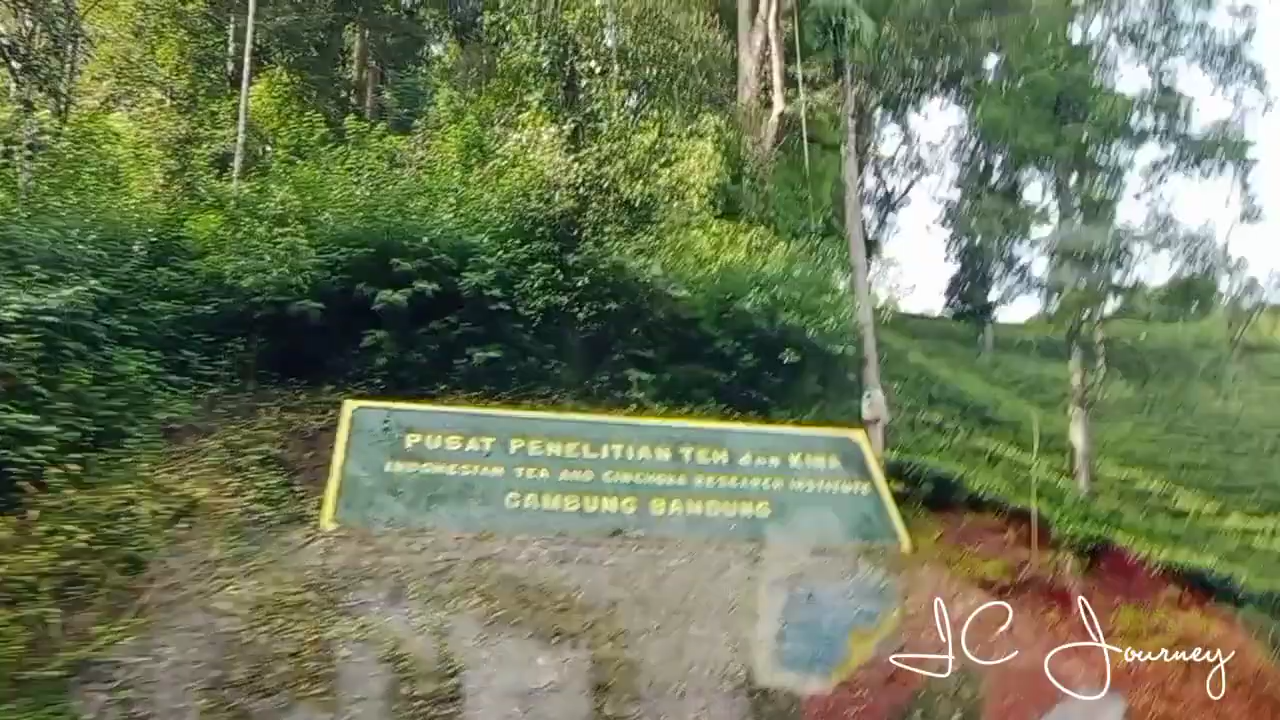 PUSAT PENELITIAN TEH dan KINA
INDONESIAN TEA AND CINCHONA RESEARCH INSTITUTE
GAMBUNG BANDUNG
JC Journey